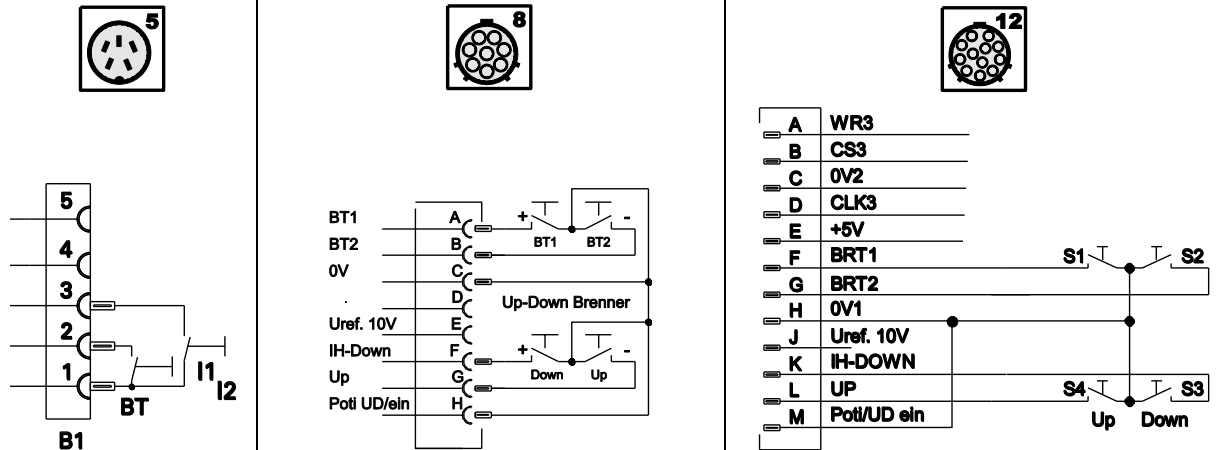 5
5
4
3
2
1
BT
I1
I2
B1
8
BT1
BT2
0V
.
Uref. 10V
IH-Down
Up
Poti UD/ein
A
B
C
D
E
F
G
H
+
BT1
BT2
-
Up-Down Brenner
+
Down
Up
-
12
A WR3
B CS3
C 0V2
D CLK3
E +5V
F BRT1
G BRT2
H 0V1
J Uref. 10V
K IH-DOWN
L UP
M Poti/UD ein
S1 S2
S4 S3
Up Down